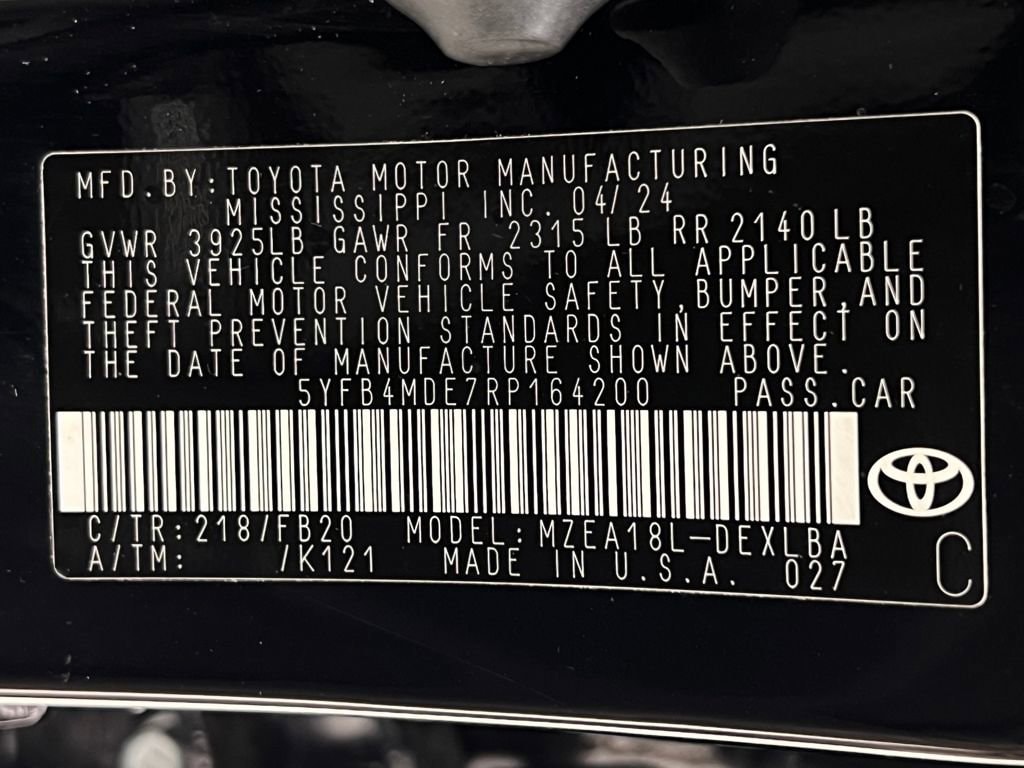 MFD.BY:TOYOTA MOTOR MANUFACTURING
MISSISSIPPI INC. 04/24
GVWR 3925LB GAWR FR 2315 LB RR 2140 LB
THIS VEHICLE CONFORMS TO ALL APPLICABLE
FEDERAL MOTOR VEHICLE SAFETY,BUMPER,AND
THEFT PREVENTION STANDARDS IN EFFECT ON
THE DATE OF MANUFACTURE SHOWN ABOVE.
5YFB4MDE7RP164200 PASS.CAR
C/TR:218/FB20 MODEL:MZEA18L-DEXLBA
A/TM: /K121 MADE IN U.S.A. 027
C